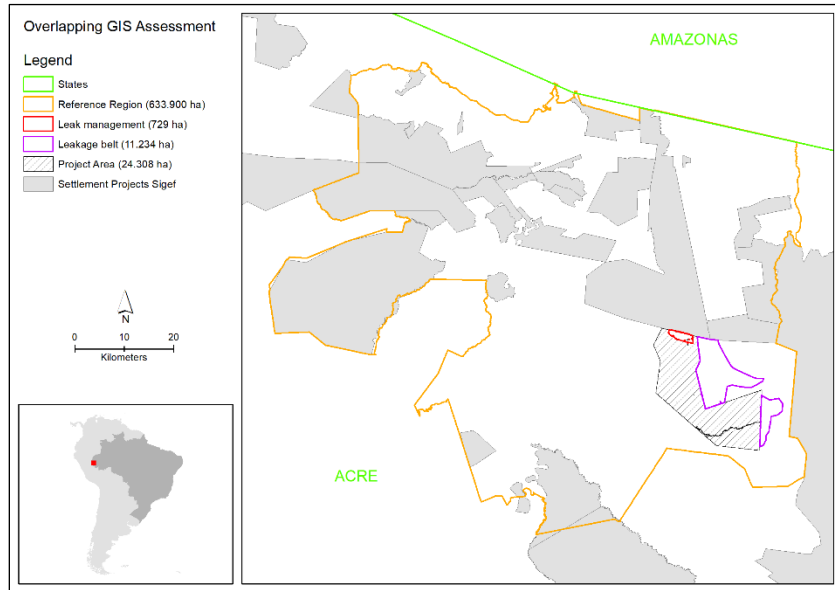 Overlapping GIS Assessment
Legend
States
Reference Region (633.900 ha)
Leak management (729 ha)
Leakage belt (11.234 ha)
Project Area (24.308 ha)
Settlement Projects Sigef
N
0 10 20
Kilometers
AMAZONAS
ACRE